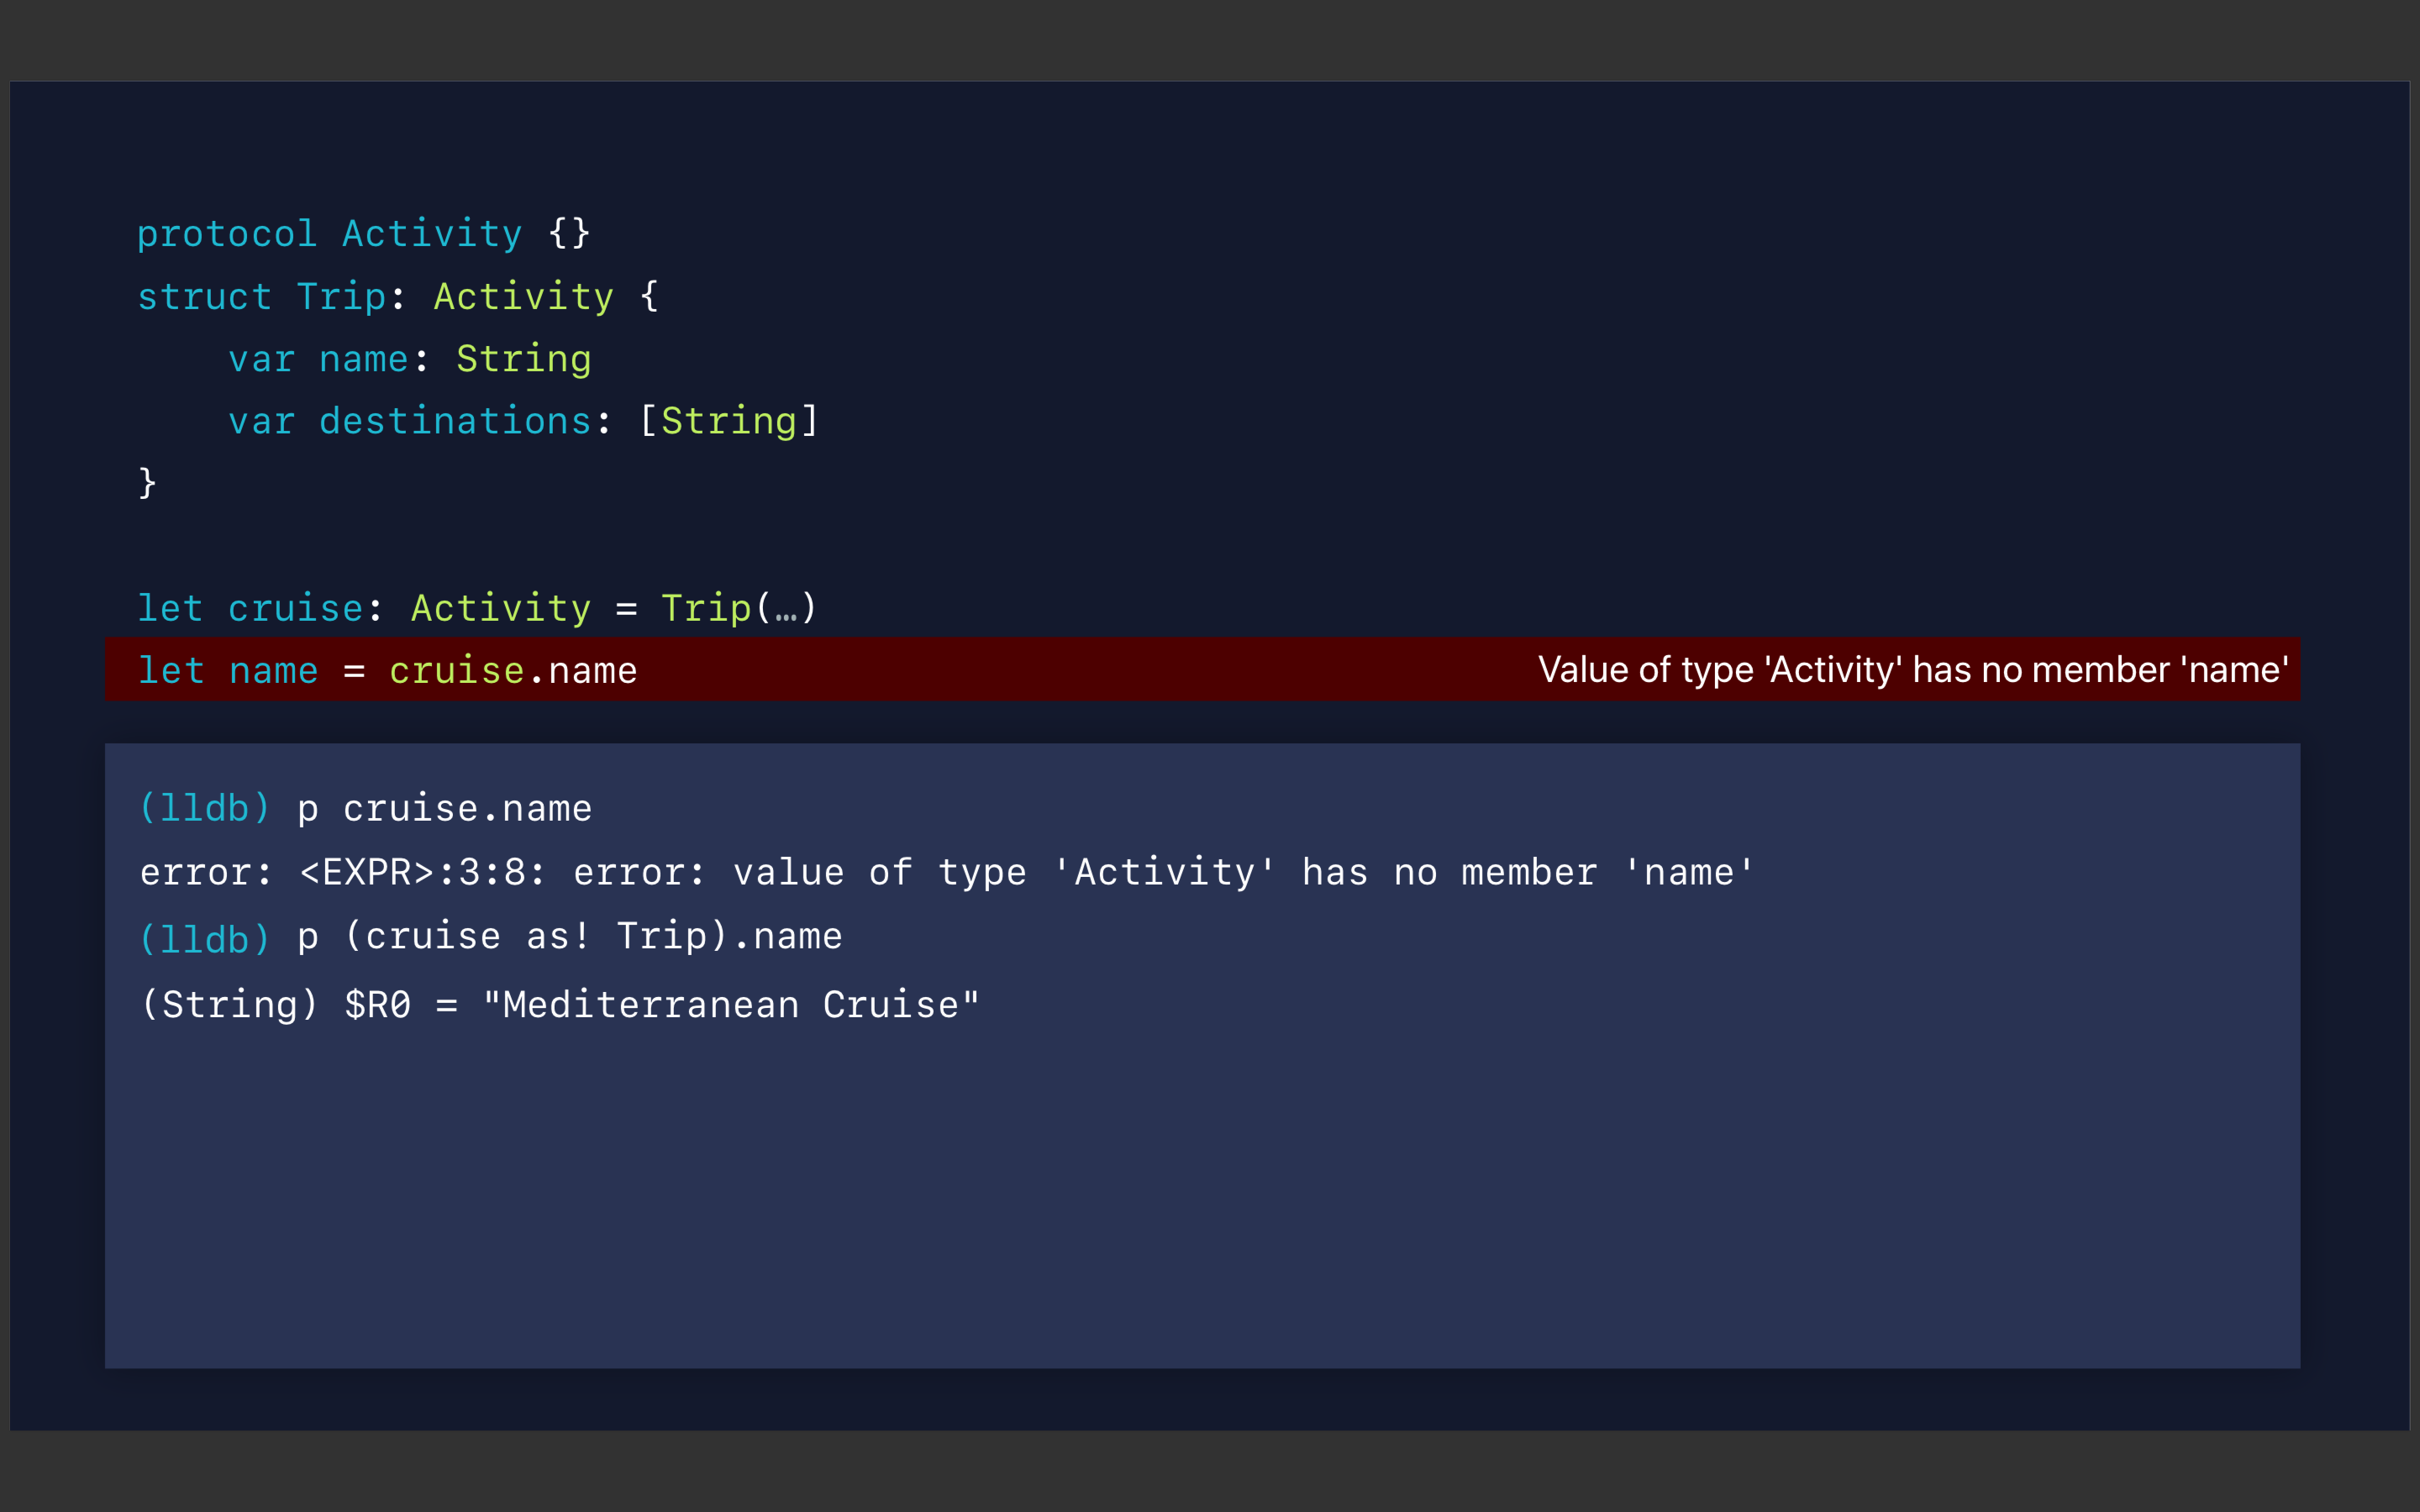 protocol Activity {}
struct Trip: Activity {
    var name: String
    var destinations: [String]
}
let cruise: Activity = Trip(…)
let name = cruise.name Value of type 'Activity' has no member 'name'
(lldb) p cruise.name
error: <EXPR>:3:8: error: value of type 'Activity' has no member 'name'
(lldb) p (cruise as! Trip).name
(String) $R0 = "Mediterranean Cruise"